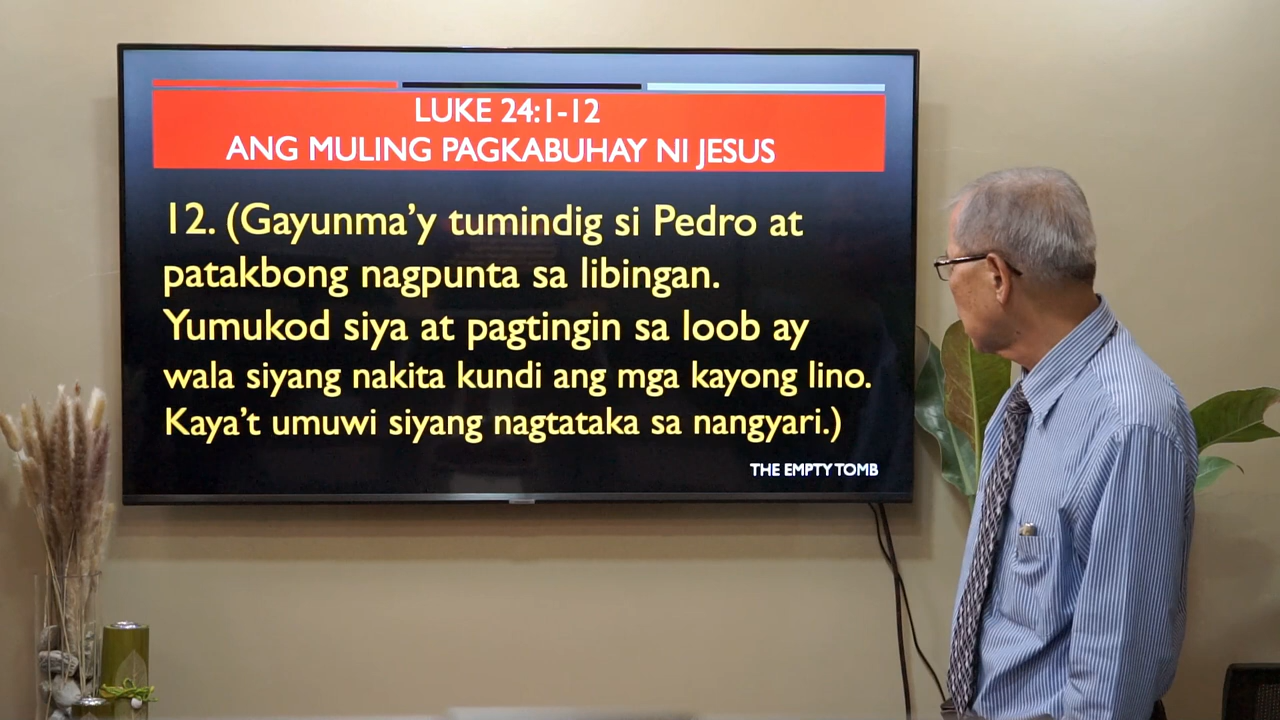 LUKE 24:1-12
ANG MULING PAGKABUHAY NI JESUS
12. (Gayunma’y tumindig si Pedro at
patakbong nagpunta sa libingan.
Yumukod siya at pagtingin sa loob ay
wala siyang nakita kundi ang mga kayong lino.
Kaya’t umuwi siyang nagtataka sa nangyari.)
THE EMPTY TOMB